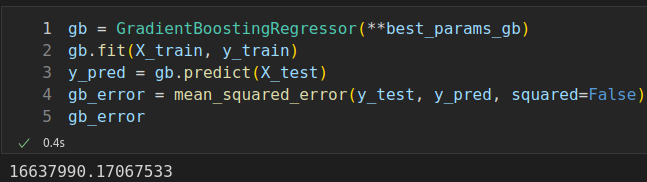 1 gb = GradientBoostingRegressor(**best_params_gb)
2 gb.fit(X_train, y_train)
3 y_pred = gb.predict(X_test)
4 gb_error = mean_squared_error(y_test, y_pred, squared=False)
5 gb_error
✓ 0.4s
16637990.17067533